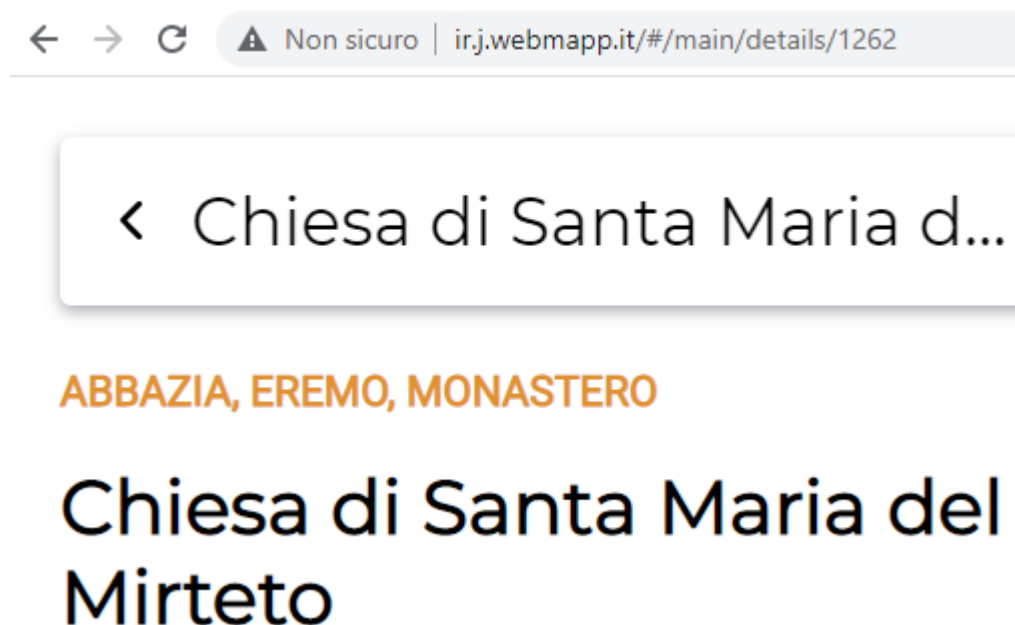 Non sicuro | ir.j.webmapp.it/#/main/details/1262
Chiesa di Santa Maria d...
ABBAZIA, EREMO, MONASTERO
Chiesa di Santa Maria del
Mirteto